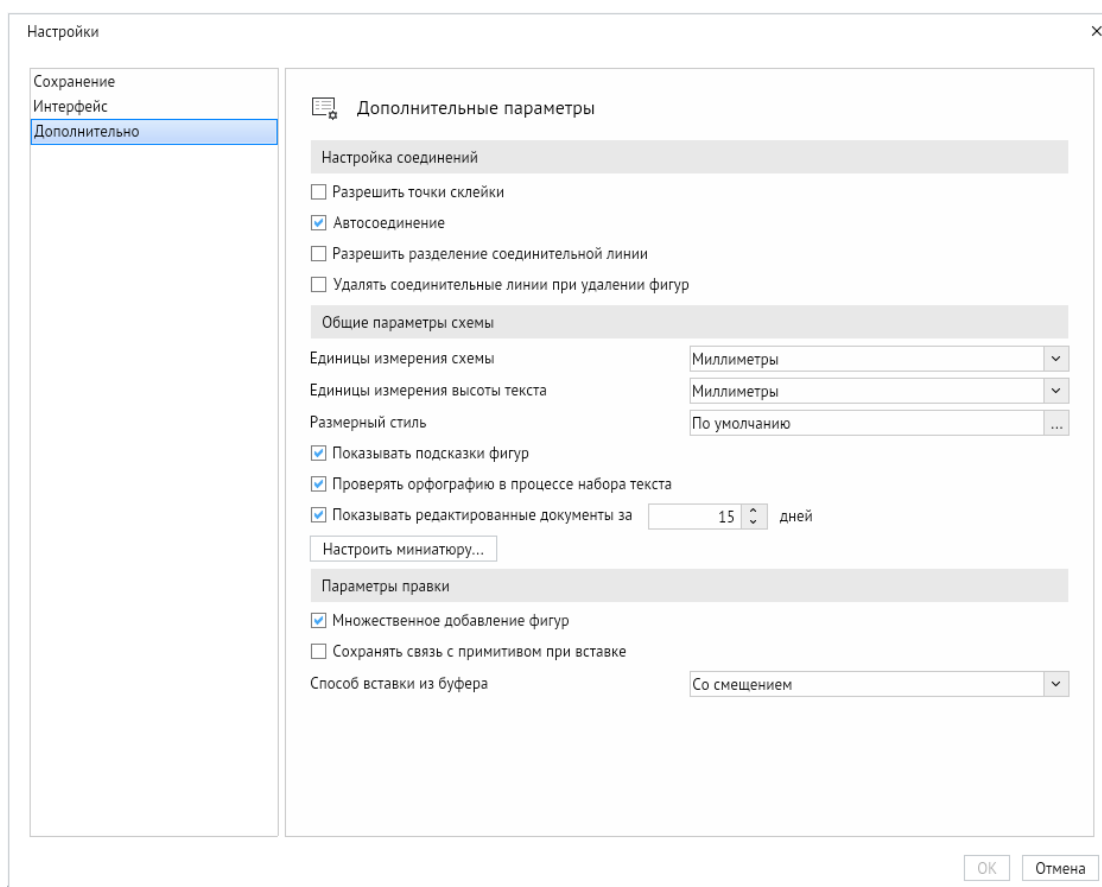 Настройки
Сохранение
Интерфейс
Дополнительно
Дополнительные параметры
Настройка соединений
Разрешить точки склейки
Автосоединение
Разрешить разделение соединительной линии
Удалять соединительные линии при удалении фигур
Общие параметры схемы
Единицы измерения схемы Миллиметры
Единицы измерения высоты текста Миллиметры
Размерный стиль По умолчанию ...
Показывать подсказки фигур
Проверять орфографию в процессе набора текста
Показывать редактированные документы за 15 дней
Настроить миниатюру...
Параметры правки
Множественное добавление фигур
Сохранять связь с примитивом при вставке
Способ вставки из буфера Со смещением
ОК Отмена